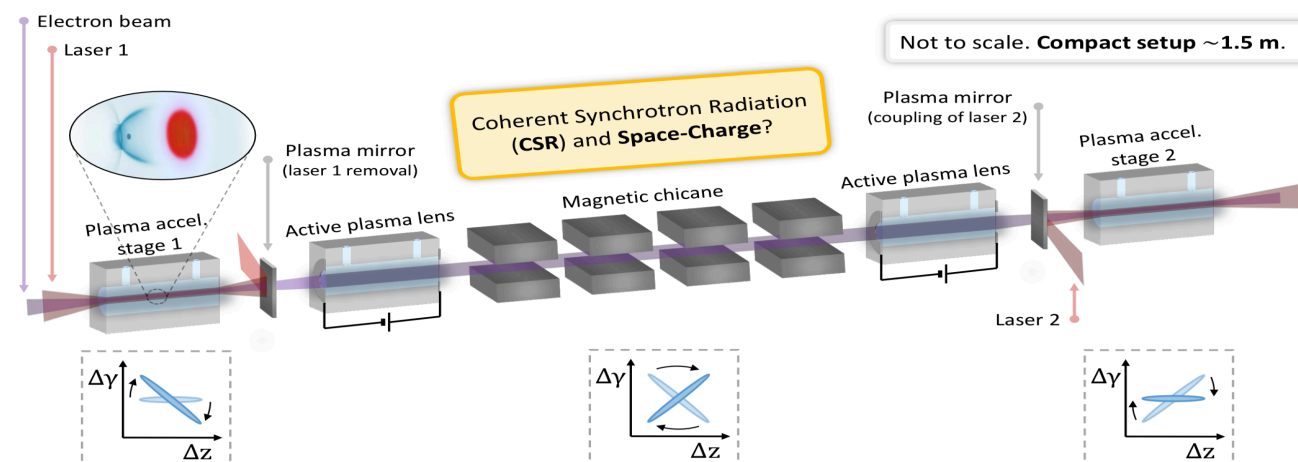 Electron beam
Laser 1
Not to scale. Compact setup ~1.5 m.
Coherent Synchrotron Radiation
(CSR) and Space-Charge?
Plasma mirror
(coupling of laser 2)
Plasma accel.
stage 2
Plasma mirror
(laser 1 removal)
Active plasma lens
Magnetic chicane
Active plasma lens
Plasma accel.
stage 1
Laser 2
Δγ
Δz
Δγ
Δz
Δγ
Δz